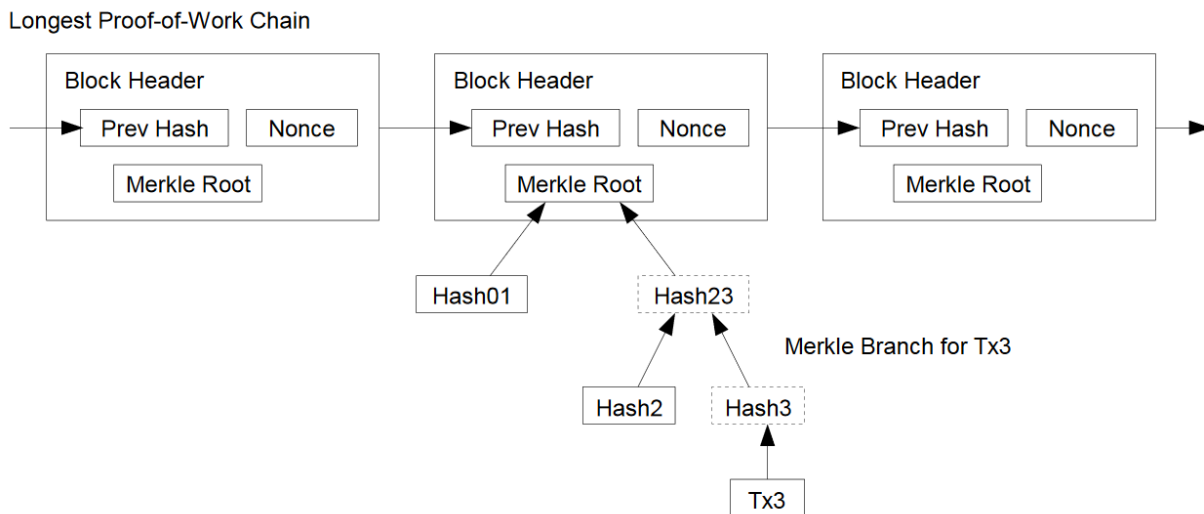 Longest Proof-of-Work Chain
Block Header
Prev Hash
Nonce
Merkle Root
Block Header
Prev Hash
Nonce
Merkle Root
Block Header
Prev Hash
Nonce
Merkle Root
Hash01
Hash23
Merkle Branch for Tx3
Hash2
Hash3
Tx3